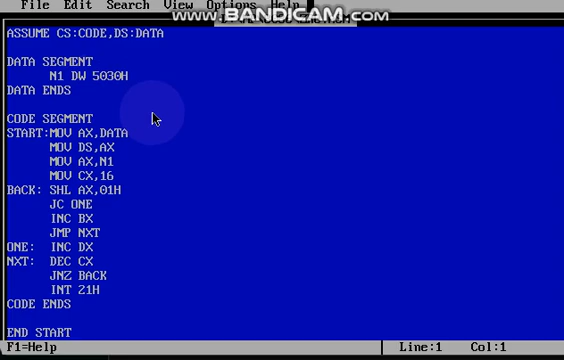 File Edit Search View Options Help
WWW.BANDICAM.COM
ASSUME CS:CODE,DS:DATA
DATA SEGMENT
N1 DW 5030H
DATA ENDS
CODE SEGMENT
START:MOV AX,DATA
MOV DS,AX
MOV AX,N1
MOV CX,16
BACK: SHL AX,01H
JC ONE
INC BX
JMP NXT
ONE: INC DX
NXT: DEC CX
JNZ BACK
INT 21H
CODE ENDS
END START
F1=Help Line:1 Col:1